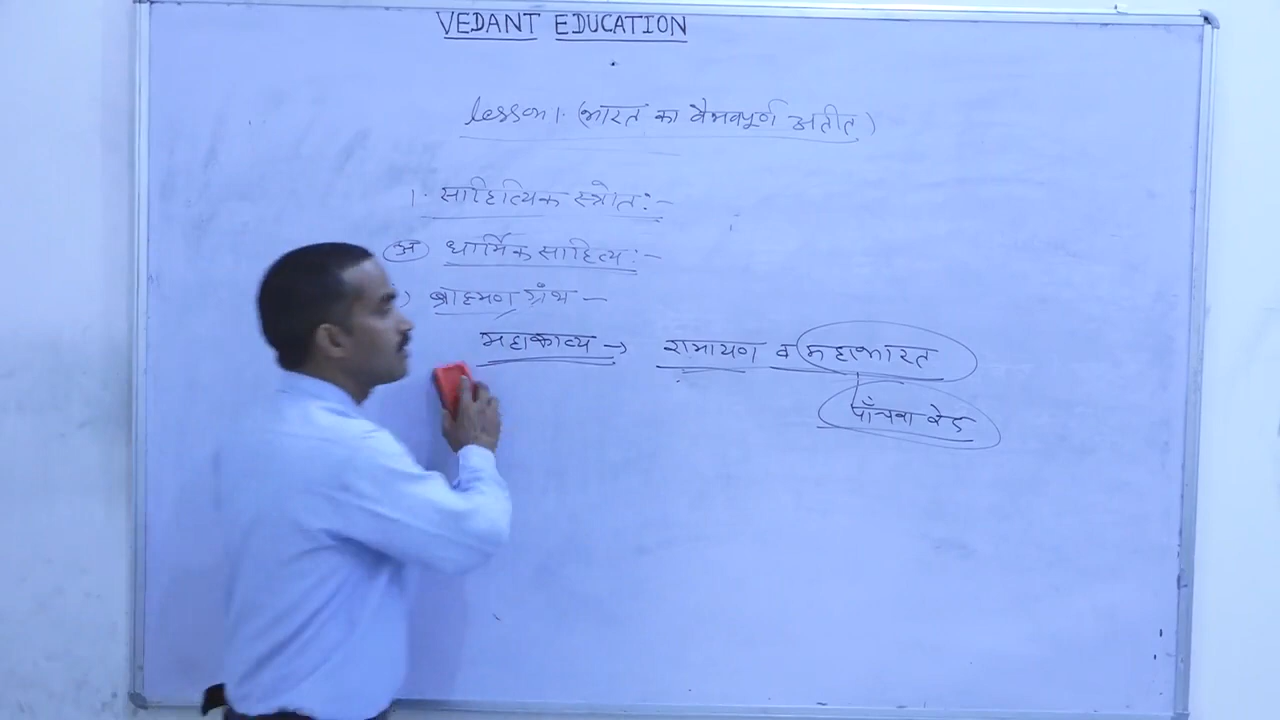 VEDANT EDUCATION
Lesson 1. (भारत का वैभवपूर्ण अतीत)
1. साहित्यिक स्त्रोत:-
अ धार्मिक साहित्य:-
) ब्राह्मण ग्रंथ -
महाकाव्य → रामायण व महाभारत
पाँचवा वेद